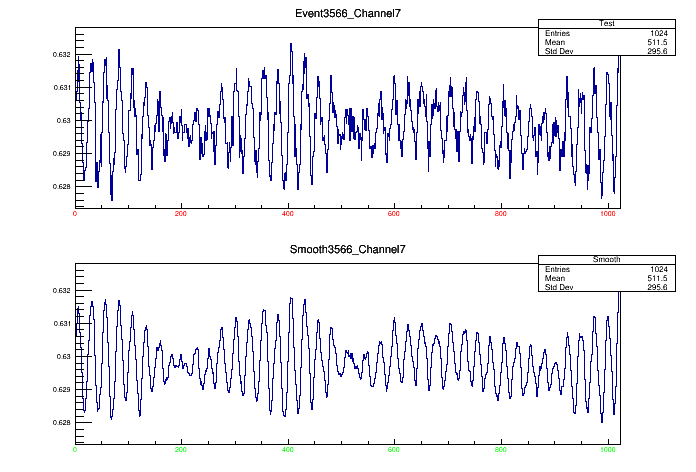 Event3566_Channel7
Test
Entries 1024
Mean 511.5
Std Dev 295.6
0.632
0.631
0.63
0.629
0.628
0 200 400 600 800 1000
Smooth3566_Channel7
Smooth
Entries 1024
Mean 511.5
Std Dev 295.6
0.632
0.631
0.63
0.629
0.628
0 200 400 600 800 1000